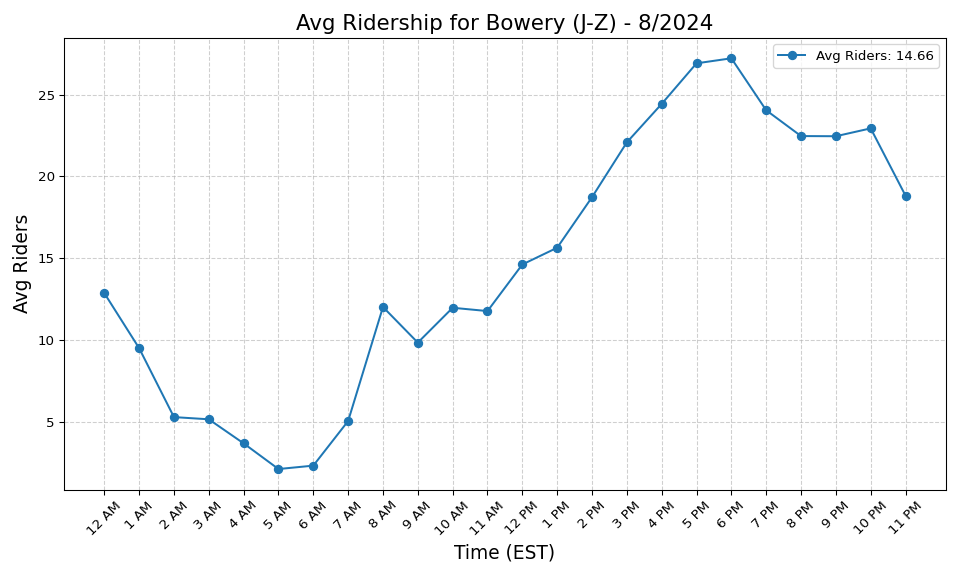 Avg Ridership for Bowery (J-Z) - 8/2024
Avg Riders: 14.66
Avg Riders
25
20
15
10
5
12 AM
1 AM
2 AM
3 AM
4 AM
5 AM
6 AM
7 AM
8 AM
9 AM
10 AM
11 AM
12 PM
1 PM
2 PM
3 PM
4 PM
5 PM
6 PM
7 PM
8 PM
9 PM
10 PM
11 PM
Time (EST)